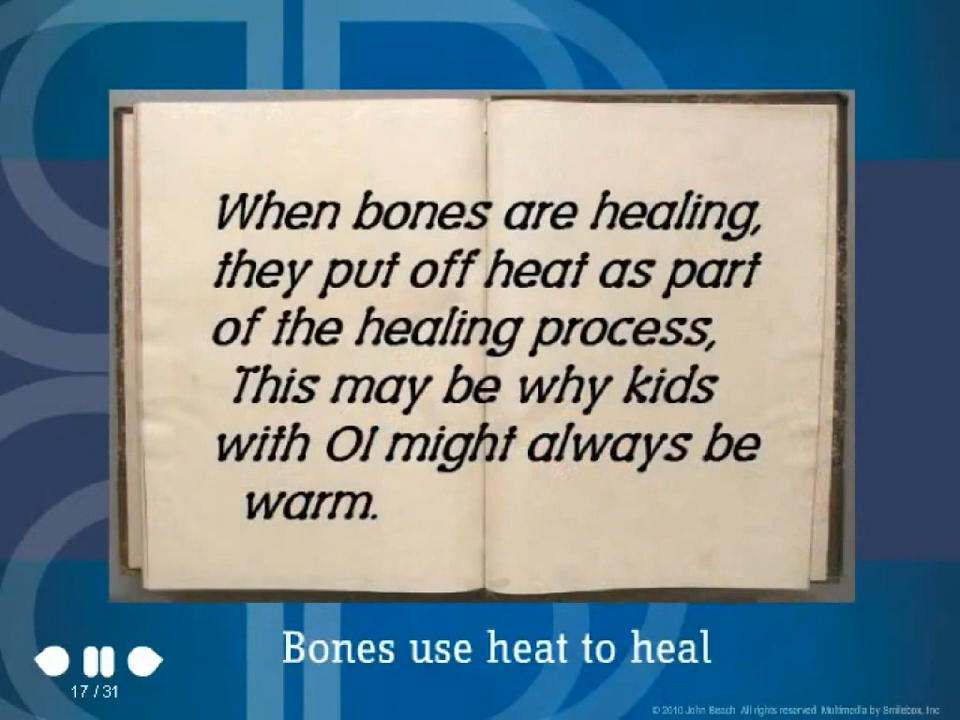 When bones are healing,
they put off heat as part
of the healing process,
This may be why kids
with OI might always be
warm.
Bones use heat to heal
17 / 31
© 2010 John Beach All rights reserved Multimedia by Smilebox, Inc